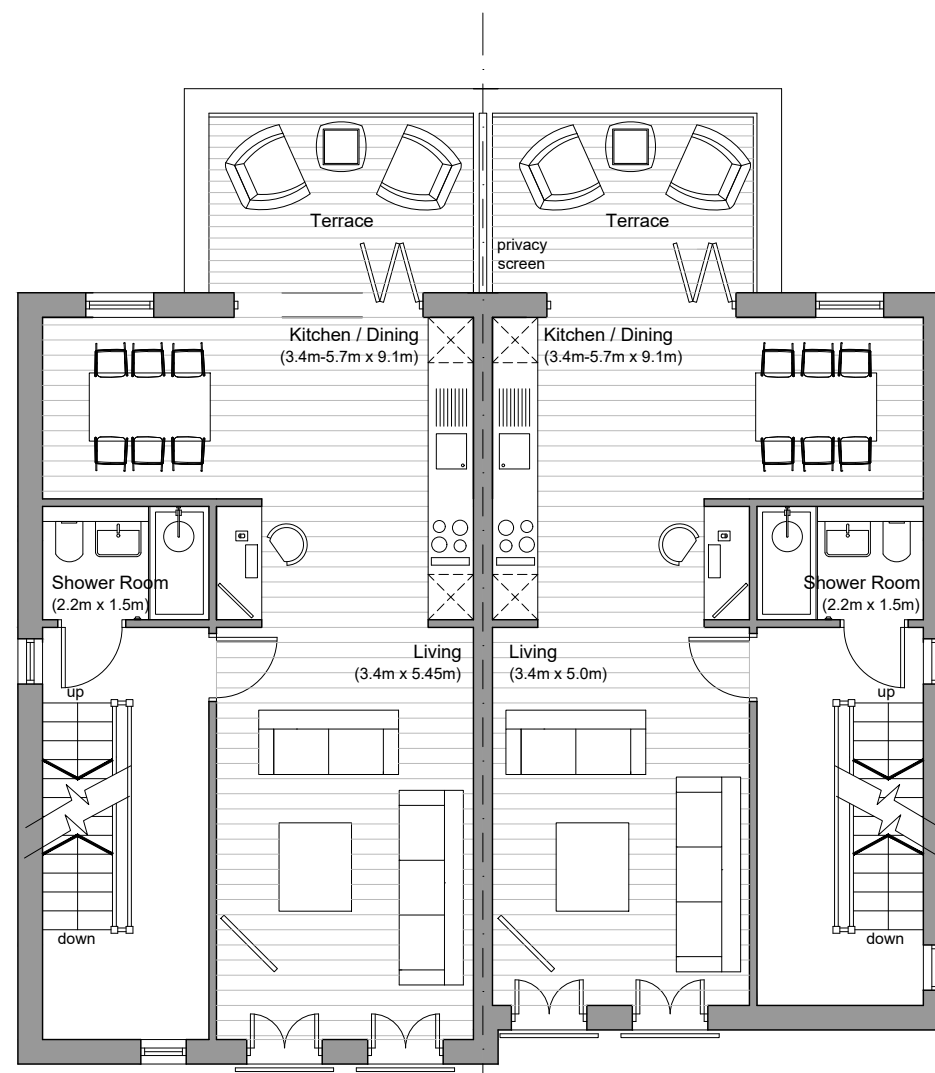 Terrace
Terrace
privacy
screen
Kitchen / Dining
(3.4m-5.7m x 9.1m)
Kitchen / Dining
(3.4m-5.7m x 9.1m)
Shower Room
(2.2m x 1.5m)
Shower Room
(2.2m x 1.5m)
Living
(3.4m x 5.45m)
Living
(3.4m x 5.0m)
up
up
down
down